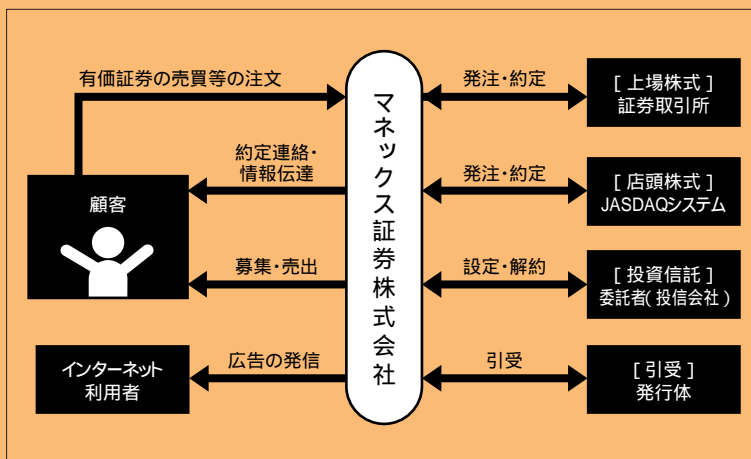 有価証券の売買等の注文
約定連絡・
情報伝達
顧客
募集・売出
インターネット
利用者
広告の発信
マネックス証券株式会社
発注・約定
[ 上場株式 ]
証券取引所
発注・約定
[ 店頭株式 ]
JASDAQシステム
設定・解約
[ 投資信託 ]
委託者( 投信会社 )
引受
[ 引受 ]
発行体